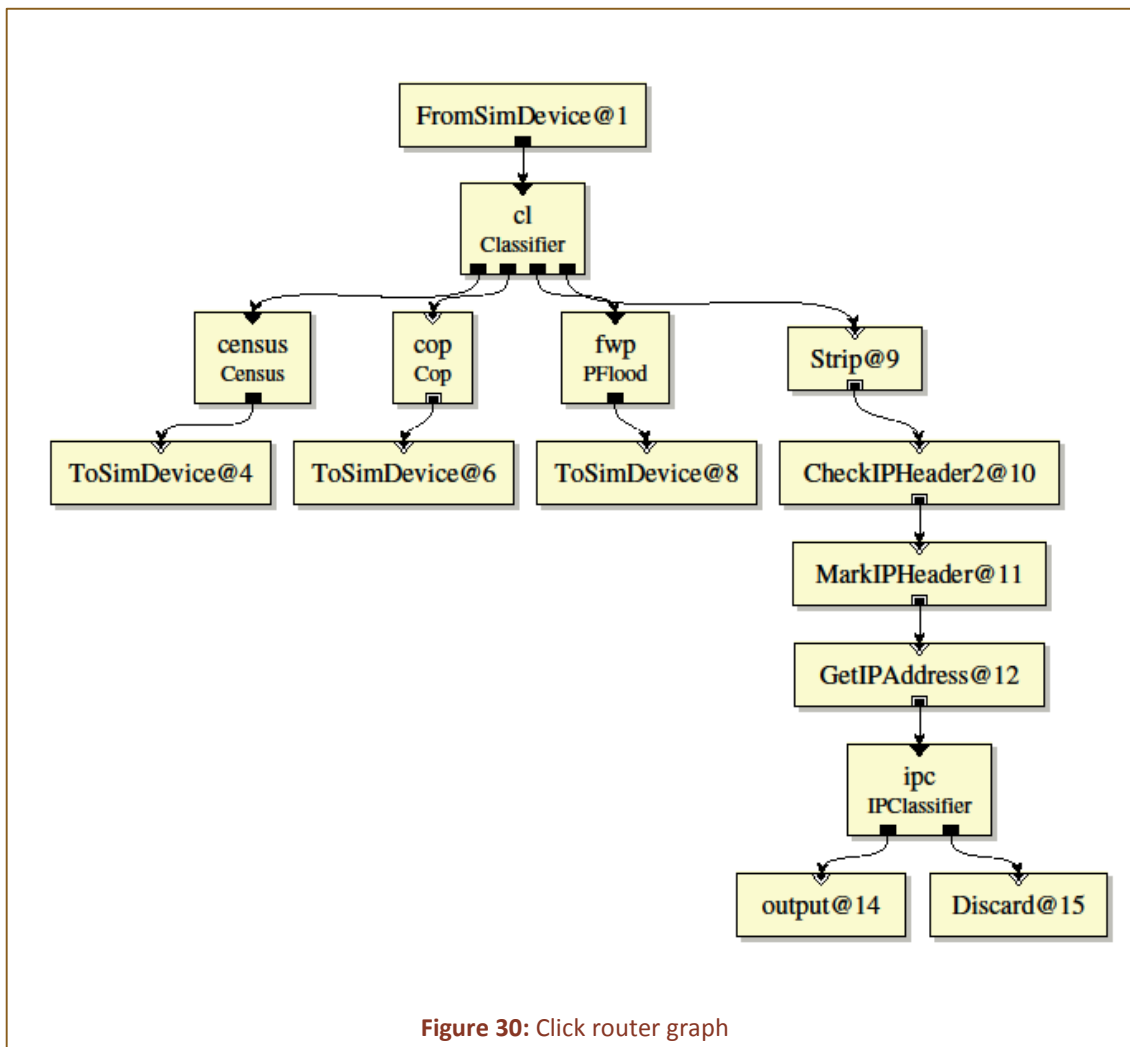 FromSimDevice@1
cl
Classifier
census
Census
cop
Cop
fwp
PFlood
Strip@9
ToSimDevice@4
ToSimDevice@6
ToSimDevice@8
CheckIPHeader2@10
MarkIPHeader@11
GetIPAddress@12
ipc
IPClassifier
output@14
Discard@15
Figure 30: Click router graph